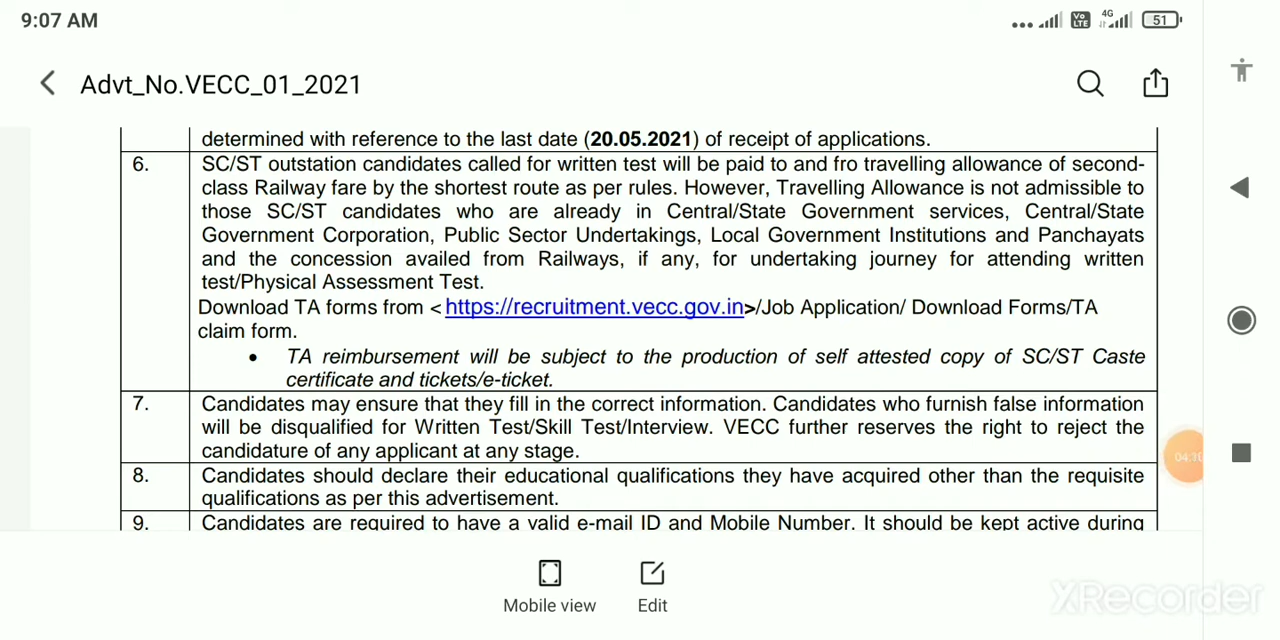 9:07 AM
Vo LTE 4G 51
Advt_No.VECC_01_2021
determined with reference to the last date (20.05.2021) of receipt of applications.
6. SC/ST outstation candidates called for written test will be paid to and fro travelling allowance of second-
class Railway fare by the shortest route as per rules. However, Travelling Allowance is not admissible to
those SC/ST candidates who are already in Central/State Government services, Central/State
Government Corporation, Public Sector Undertakings, Local Government Institutions and Panchayats
and the concession availed from Railways, if any, for undertaking journey for attending written
test/Physical Assessment Test.
Download TA forms from <https://recruitment.vecc.gov.in>/Job Application/ Download Forms/TA
claim form.
• TA reimbursement will be subject to the production of self attested copy of SC/ST Caste
certificate and tickets/e-ticket.
7. Candidates may ensure that they fill in the correct information. Candidates who furnish false information
will be disqualified for Written Test/Skill Test/Interview. VECC further reserves the right to reject the
candidature of any applicant at any stage.
04:16
8. Candidates should declare their educational qualifications they have acquired other than the requisite
qualifications as per this advertisement.
9. Candidates are required to have a valid e-mail ID and Mobile Number. It should be kept active during
Mobile view
Edit
XRecorder